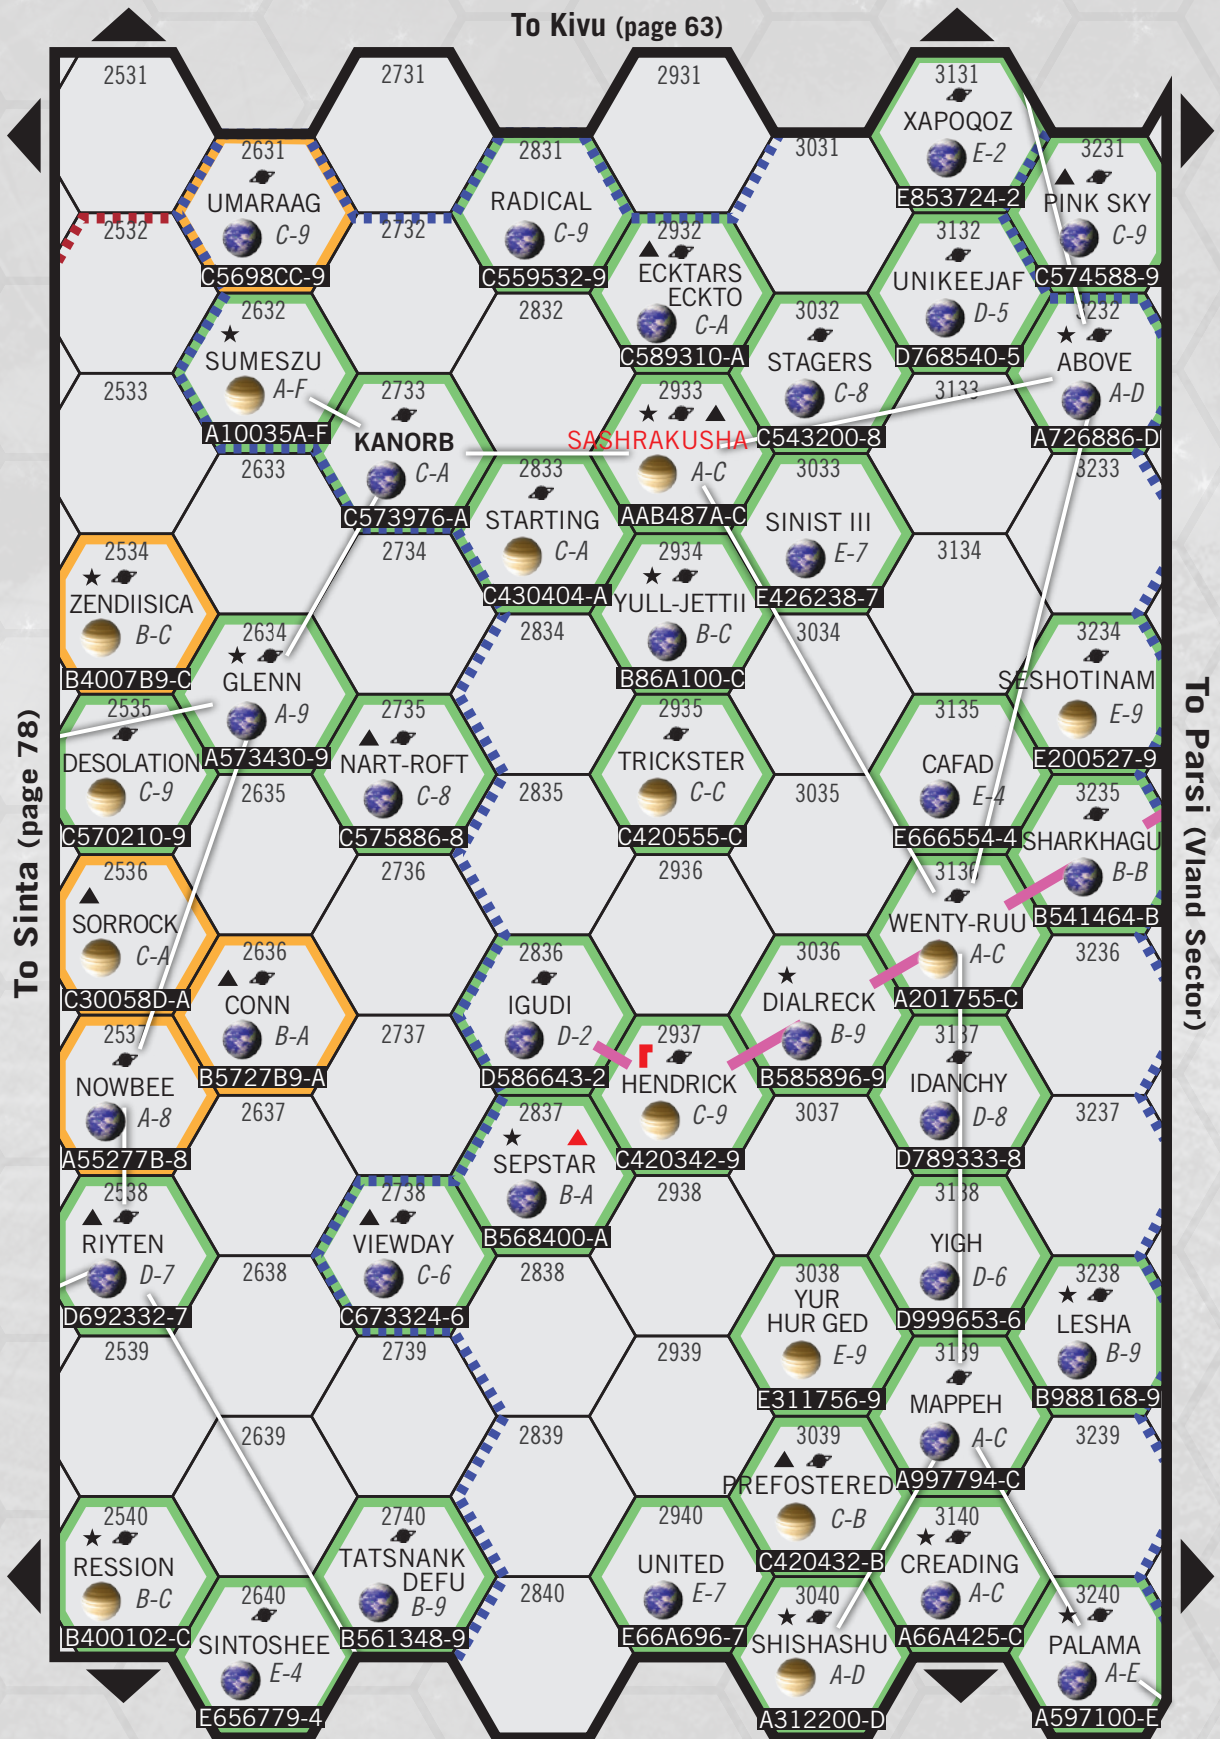 To Kivu (page 63)
2531
2731
2931
3131
XAPOQOZ
E-2
E853724-2
2631
UMARAAG
C-9
C5698CC-9
2831
RADICAL
C-9
C559532-9
3031
3231
PINK SKY
C-9
C574588-9
2532
2732
2932
ECKTARS
ECKTO
C-A
C589310-A
3132
UNIKEEJAF
D-5
D768540-5
2632
SUMESZU
A-F
A10035A-F
2832
3032
STAGERS
C-8
C543200-8
3232
ABOVE
A-D
A726886-D
2533
2733
KANORB
C-A
C573976-A
2933
SASHRAKUSHA
A-C
AAB487A-C
3133
2633
2833
STARTING
C-A
C430404-A
3033
SINIST III
E-7
E426238-7
3233
2534
ZENDIISICA
B-C
B4007B9-C
2734
2934
YULL-JETTII
B-C
B86A100-C
3134
2634
GLENN
A-9
A573430-9
2834
3034
3234
SESHOTINAM
E-9
E200527-9
2535
DESOLATION
C-9
C570210-9
2735
NART-ROFT
C-8
C575886-8
2935
TRICKSTER
C-C
C420555-C
3135
CAFAD
E-4
E666554-4
2635
2835
3035
3235
SHARKHAGU
B-B
B541464-B
2536
SORROCK
C-A
C30058D-A
2736
2936
3136
WENTY-RUU
A-C
A201755-C
2636
CONN
B-A
B5727B9-A
2836
IGUDI
D-2
D586643-2
3036
DIALRECK
B-9
B585896-9
3236
2537
NOWBEE
A-8
A55277B-8
2737
2937
HENDRICK
C-9
C420342-9
3137
IDANCHY
D-8
D789333-8
2637
2837
SEPSTAR
B-A
B568400-A
3037
3237
2538
RIYTEN
D-7
D692332-7
2738
VIEWDAY
C-6
C673324-6
2938
3138
YIGH
D-6
D999653-6
2638
2838
3038
YUR
HUR GED
E-9
E311756-9
3238
LESHA
B-9
B988168-9
2539
2739
2939
3139
MAPPEH
A-C
A997794-C
2639
2839
3039
PREFOSTERED
C-B
C420432-B
3239
2540
RESSION
B-C
B400102-C
2740
TATSNANK
DEFU
B-9
B561348-9
2940
UNITED
E-7
E66A696-7
3140
CREADING
A-C
A66A425-C
2640
SINTOSHEE
E-4
E656779-4
2840
3040
SHISHASHU
A-D
A312200-D
3240
PALAMA
A-E
A597100-E
To Sinta (page 78)
To Parsi (Vland Sector)